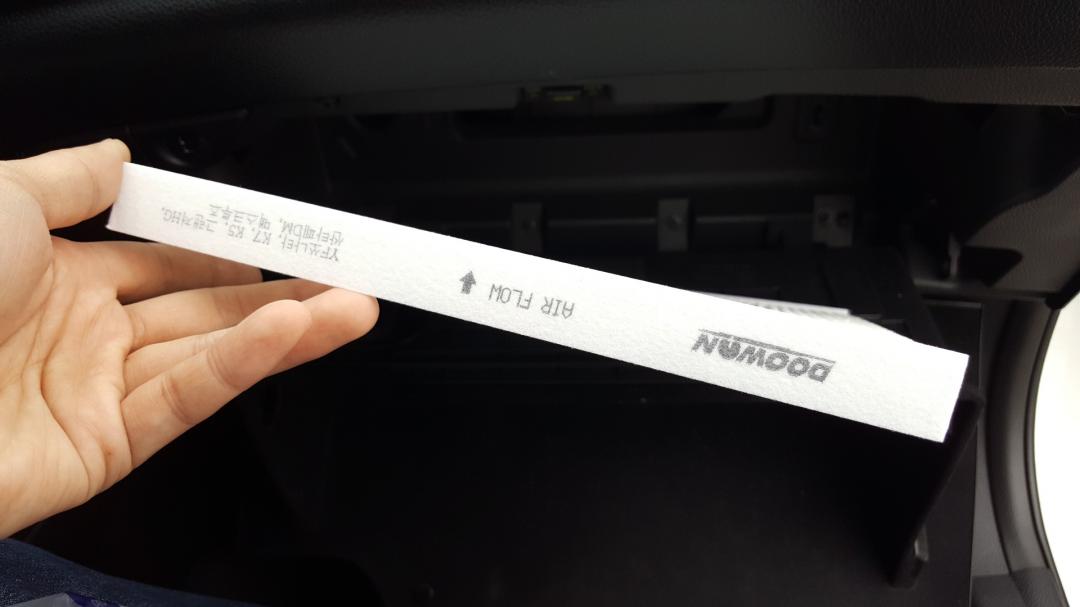 DOOWAN
AIR FLOW
YF쏘나타, K7, K5, 그랜저HG,
싼타페DM, 맥스크루즈